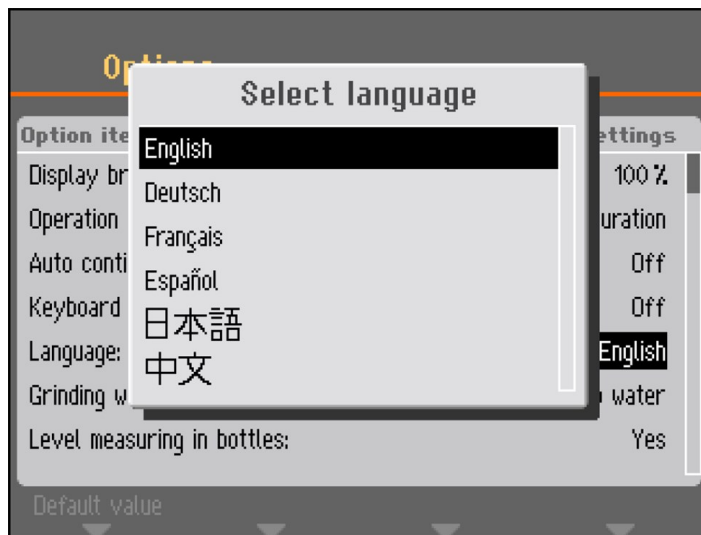 Select language
Option ite
ettings
English
Display br
100 %
Deutsch
Operation
uration
Français
Auto conti
Off
Español
Keyboard
Off
日本語
Language:
English
中文
Grinding w
water
Level measuring in bottles:
Yes
Default value